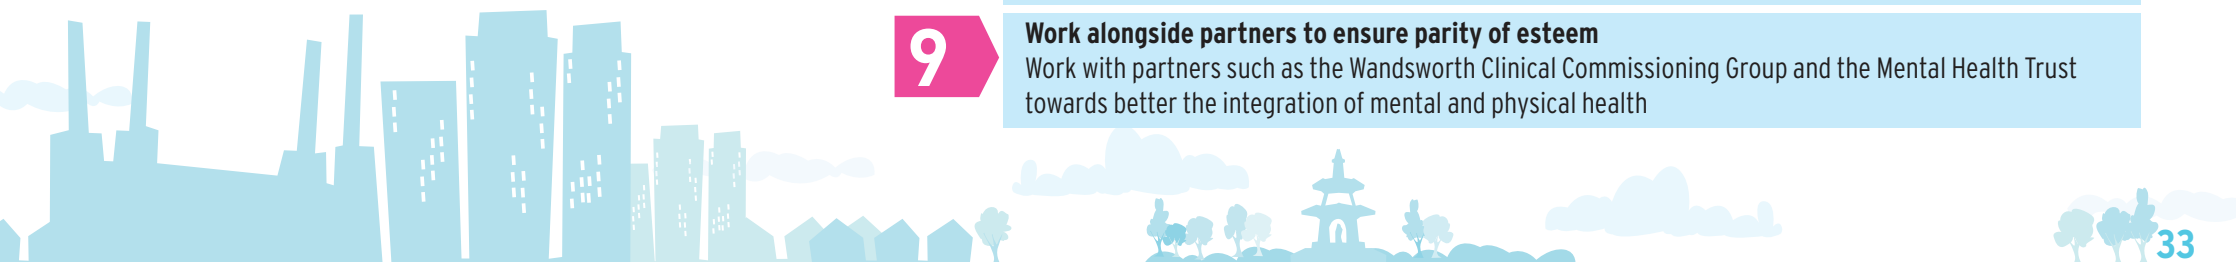 9
Work alongside partners to ensure parity of esteem
Work with partners such as the Wandsworth Clinical Commissioning Group and the Mental Health Trust
towards better the integration of mental and physical health
33